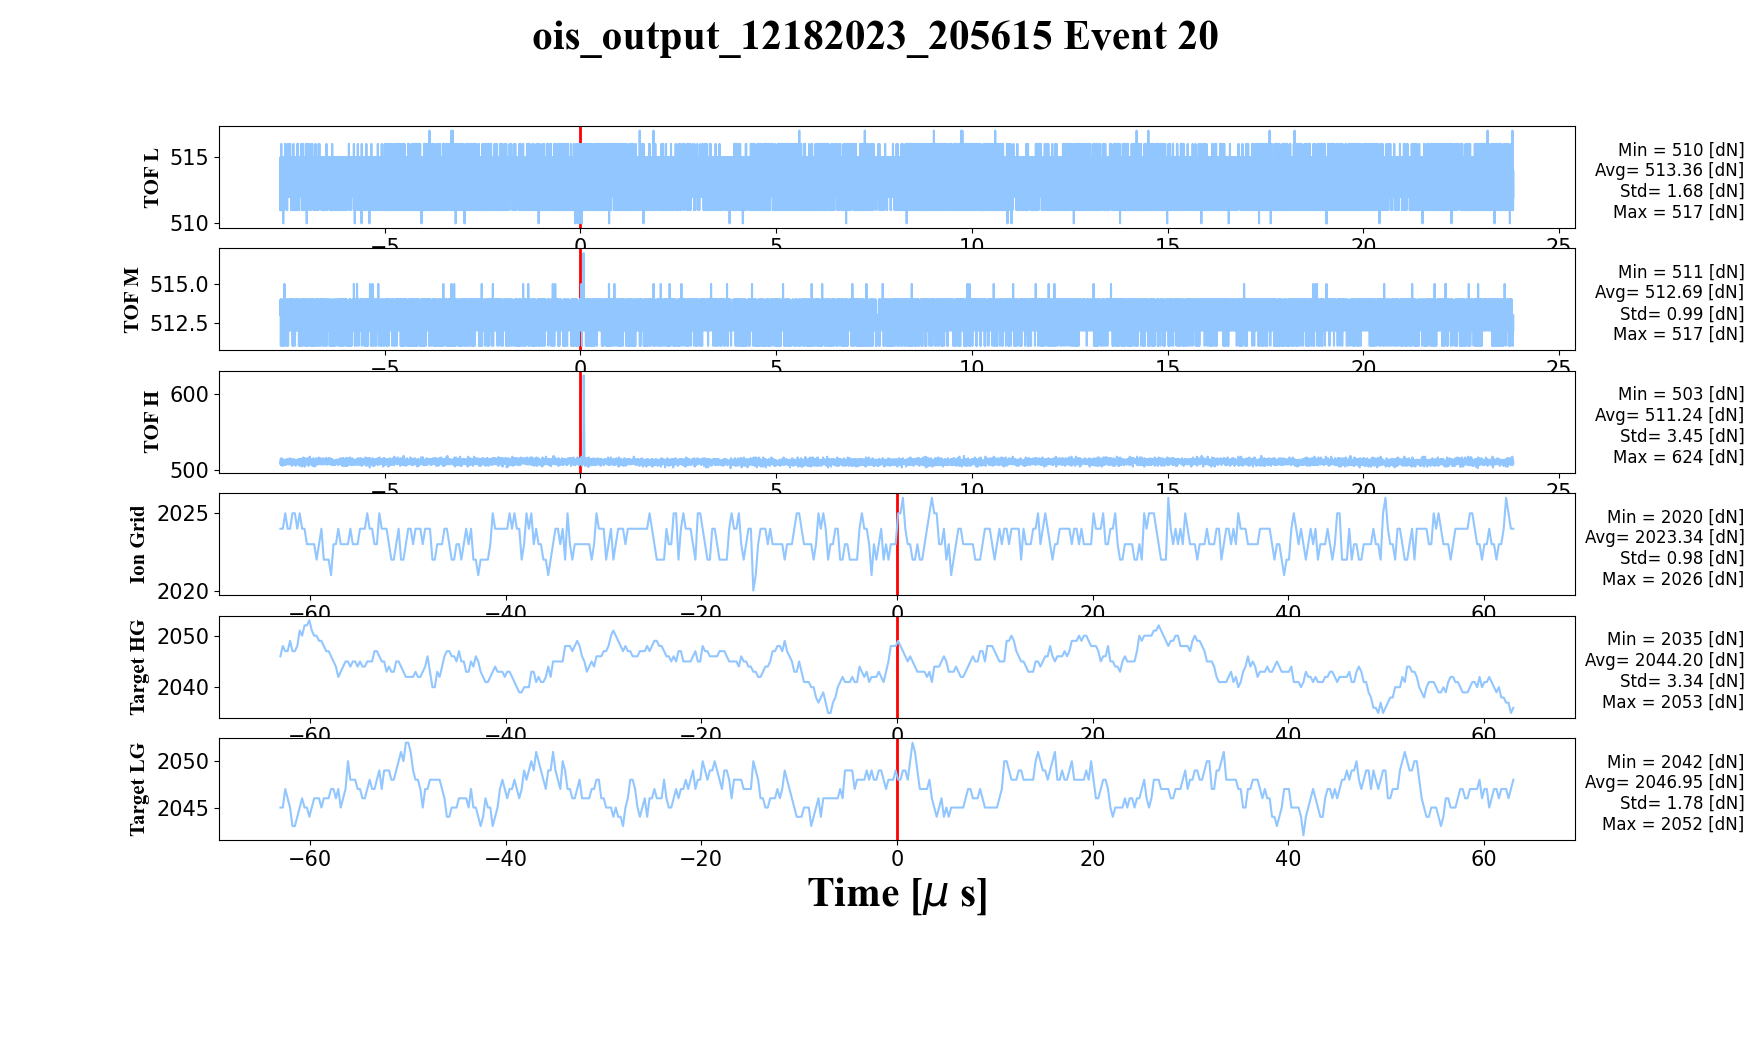 ois_output_12182023_205615 Event 20
TOF L
515
510
−5 0 5 10 15 20 25
Min = 510 [dN]
Avg= 513.36 [dN]
Std= 1.68 [dN]
Max = 517 [dN]
TOF M
515.0
512.5
−5 0 5 10 15 20 25
Min = 511 [dN]
Avg= 512.69 [dN]
Std= 0.99 [dN]
Max = 517 [dN]
TOF H
600
500
−5 0 5 10 15 20 25
Min = 503 [dN]
Avg= 511.24 [dN]
Std= 3.45 [dN]
Max = 624 [dN]
Ion Grid
2025
2020
−60 −40 −20 0 20 40 60
Min = 2020 [dN]
Avg= 2023.34 [dN]
Std= 0.98 [dN]
Max = 2026 [dN]
Target HG
2050
2040
−60 −40 −20 0 20 40 60
Min = 2035 [dN]
Avg= 2044.20 [dN]
Std= 3.34 [dN]
Max = 2053 [dN]
Target LG
2050
2045
−60 −40 −20 0 20 40 60
Min = 2042 [dN]
Avg= 2046.95 [dN]
Std= 1.78 [dN]
Max = 2052 [dN]
Time [μ s]